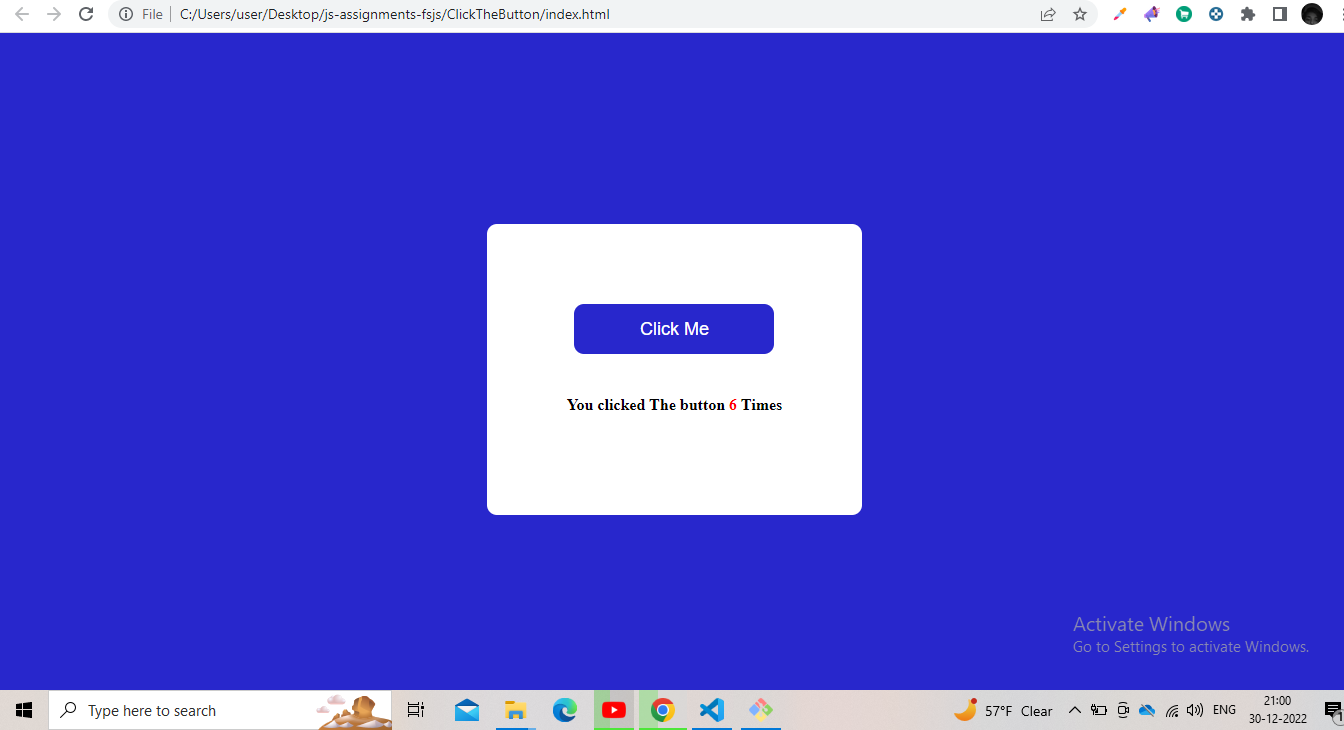 File
C:/Users/user/Desktop/js-assignments-fsjs/ClickTheButton/index.html
Click Me
You clicked The button 6 Times
Activate Windows
Go to Settings to activate Windows.
Type here to search
57°F Clear
ENG
21:00
30-12-2022